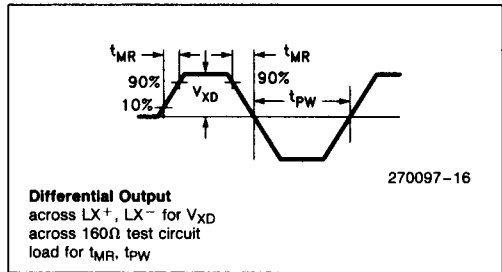 tMR tMR
90% VXD 90%
10% tPW
270097-16
Differential Output
across LX+, LX− for VXD
across 160Ω test circuit
load for tMR, tPW